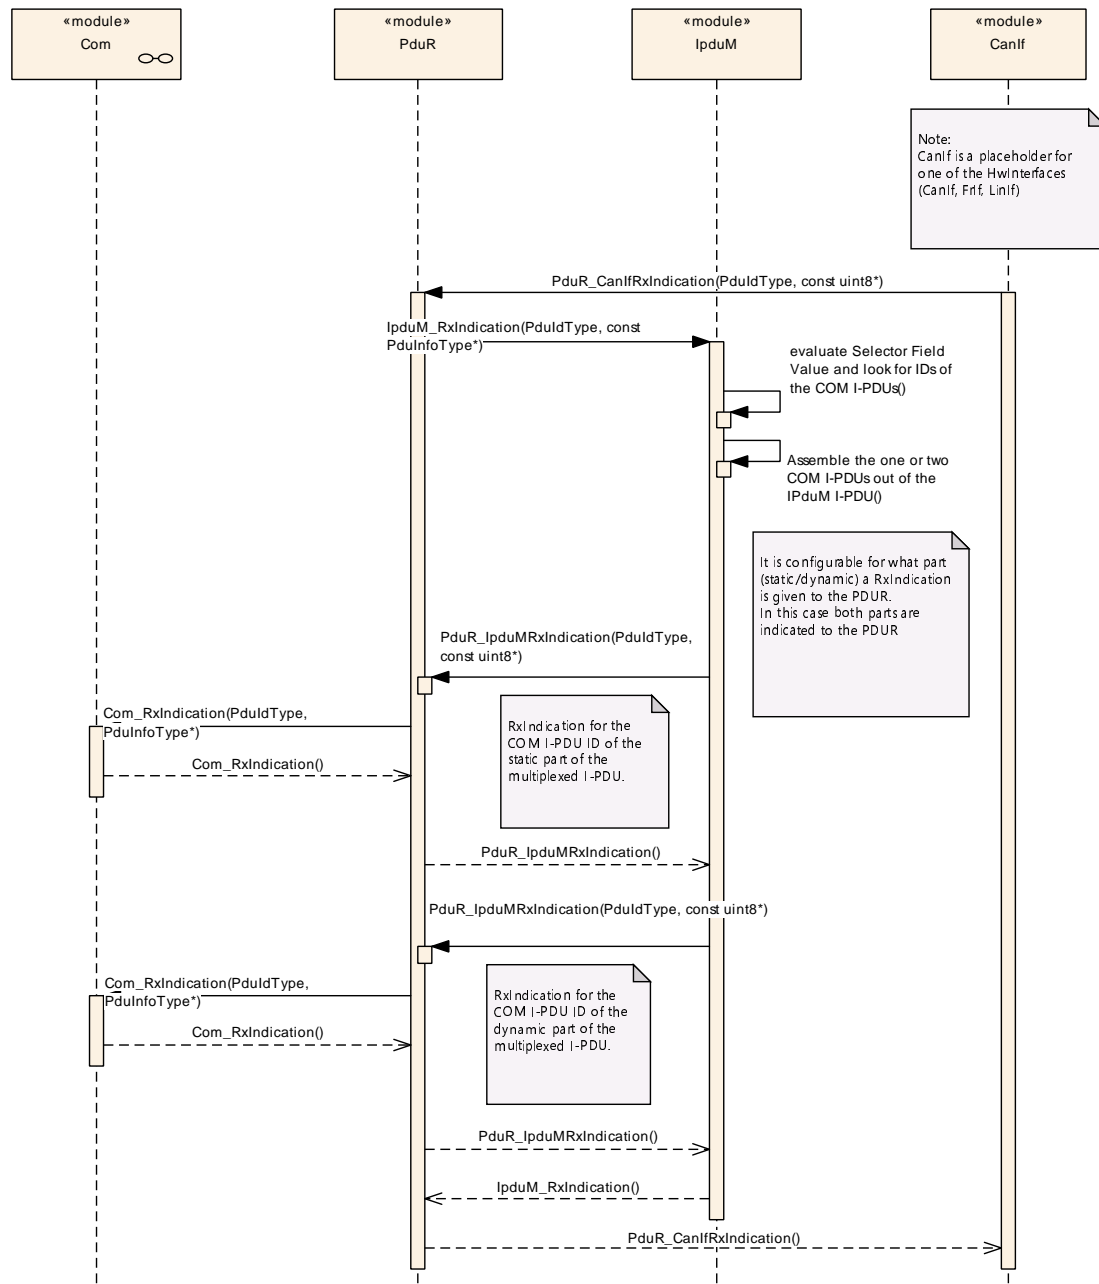 «module»
Com
«module»
PduR
«module»
IpduM
«module»
CanIf
Note:
CanIf is a placeholder for
one of the HwInterfaces
(CanIf, FrIf, LinIf)
PduR_CanIfRxIndication(PduIdType, const uint8*)
IpduM_RxIndication(PduIdType, const
PduInfoType*)
evaluate Selector Field
Value and look for IDs of
the COM I-PDUs()
Assemble the one or two
COM I-PDUs out of the
IPduM I-PDU()
It is configurable for what part
(static/dynamic) a RxIndication
is given to the PDUR.
In this case both parts are
indicated to the PDUR
PduR_IpduMRxIndication(PduIdType,
const uint8*)
Com_RxIndication(PduIdType,
PduInfoType*)
RxIndication for the
COM I-PDU ID of the
static part of the
multiplexed I-PDU.
Com_RxIndication()
PduR_IpduMRxIndication()
PduR_IpduMRxIndication(PduIdType, const uint8*)
Com_RxIndication(PduIdType,
PduInfoType*)
RxIndication for the
COM I-PDU ID of the
dynamic part of the
multiplexed I-PDU.
Com_RxIndication()
PduR_IpduMRxIndication()
IpduM_RxIndication()
PduR_CanIfRxIndication()